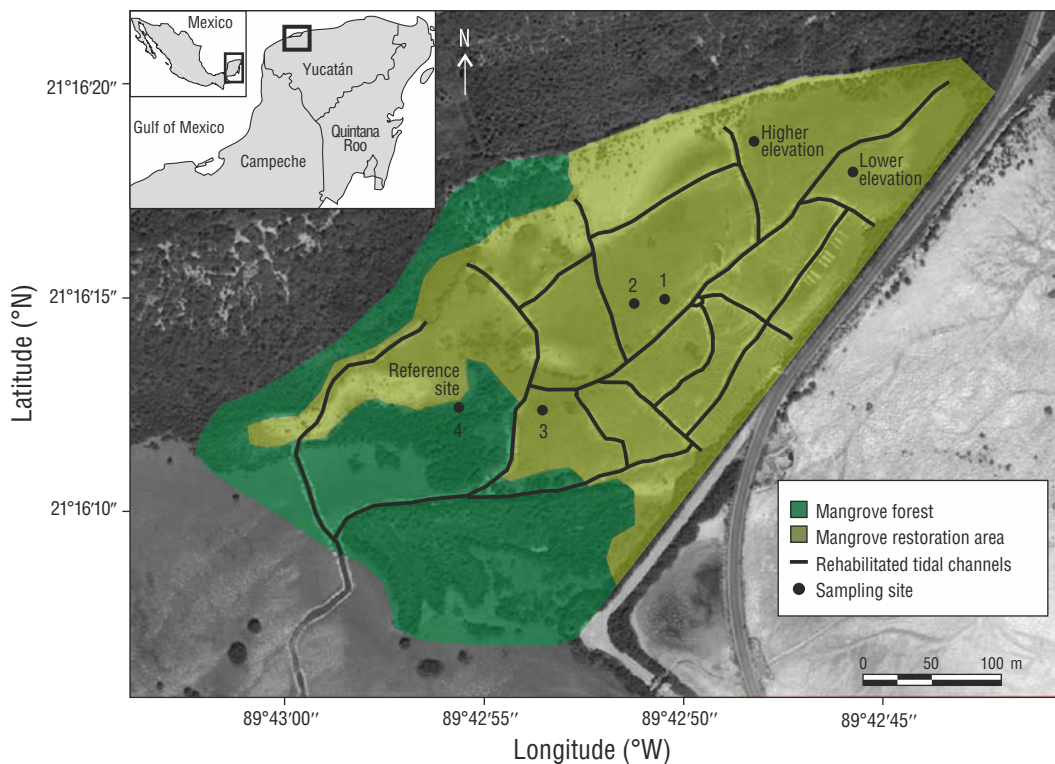 Mexico
Gulf of Mexico
Yucatán
Campeche
Quintana
Roo
N
21°16′20′′
21°16′15′′
21°16′10′′
Latitude (°N)
Higher
elevation
Lower
elevation
2
1
Reference
site
4
3
Mangrove forest
Mangrove restoration area
Rehabilitated tidal channels
Sampling site
0 50 100 m
89°43′00′′
89°42′55′′
89°42′50′′
89°42′45′′
Longitude (°W)